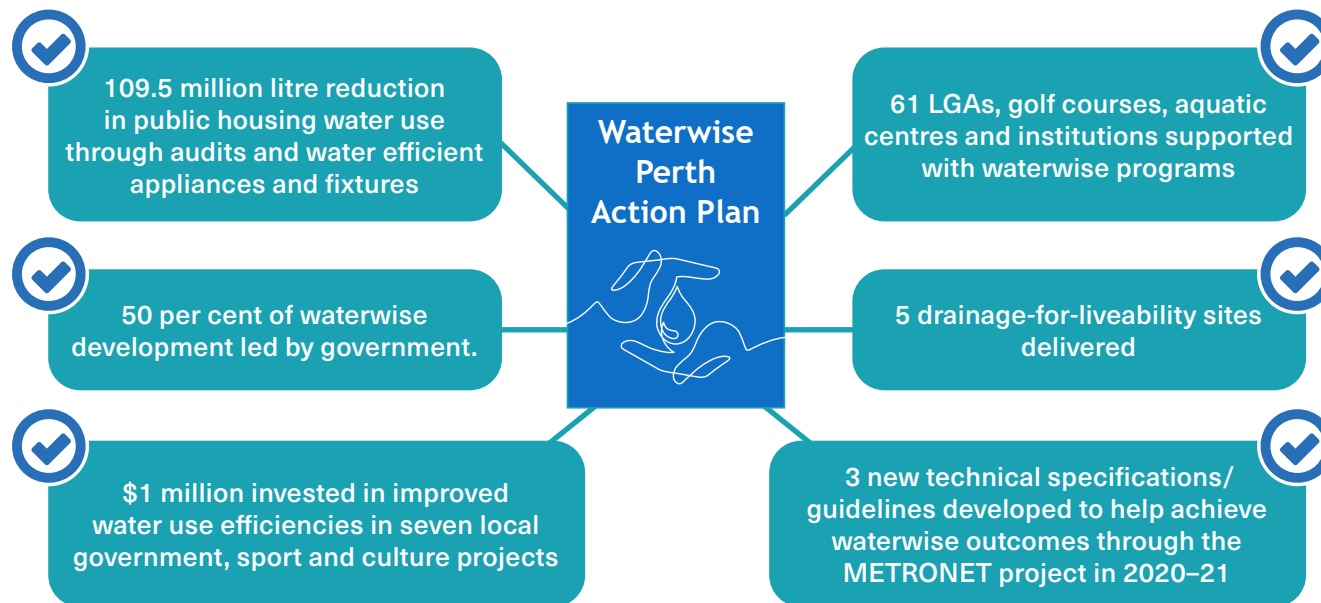 109.5 million litre reduction
in public housing water use
through audits and water efficient
appliances and fixtures
50 per cent of waterwise
development led by government.
$1 million invested in improved
water use efficiencies in seven local
government, sport and culture projects
Waterwise
Perth
Action Plan
61 LGAs, golf courses, aquatic
centres and institutions supported
with waterwise programs
5 drainage-for-liveability sites
delivered
3 new technical specifications/
guidelines developed to help achieve
waterwise outcomes through the
METRONET project in 2020–21